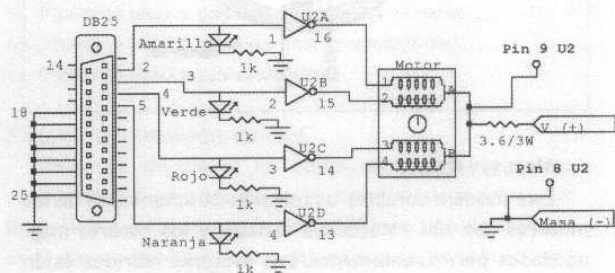 DB25
U2A
Amarillo
1
16
Motor
Pin 9 U2
14
2
1k
3
U2B
1
2
A
4
Verde
2
15
18
5
1k
3.6/3W
V (+)
U2C
3
4
B
Rojo
3
14
Pin 8 U2
1k
25
U2D
Naranja
4
13
Masa (-)
1k